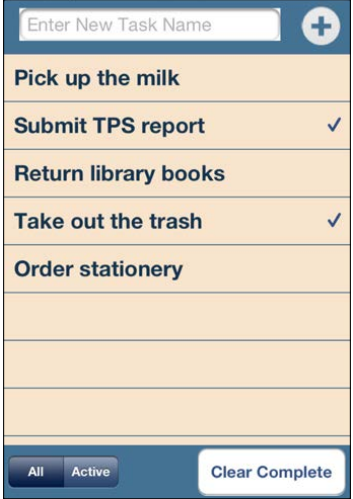 Enter New Task Name
Pick up the milk
Submit TPS report
Return library books
Take out the trash
Order stationery
All Active Clear Complete